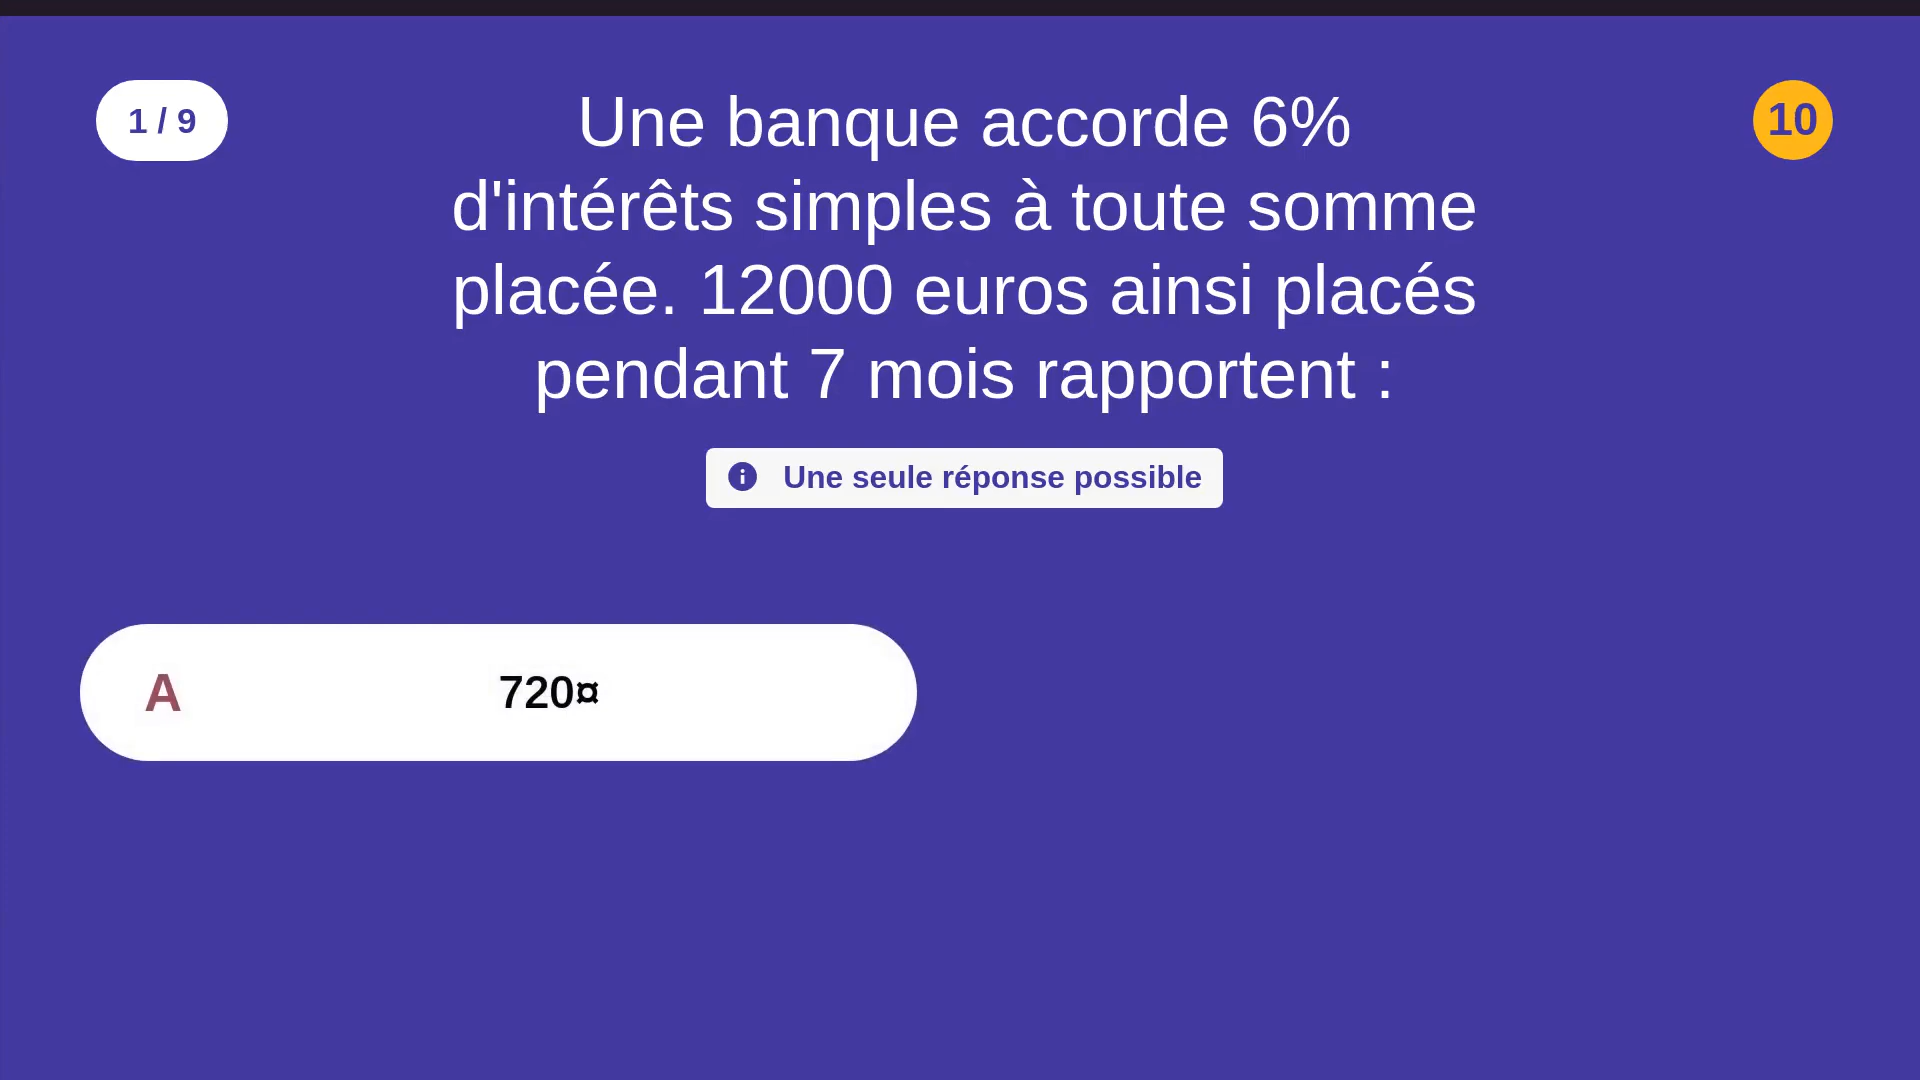 1 / 9
Une banque accorde 6%
d'intérêts simples à toute somme
placée. 12000 euros ainsi placés
pendant 7 mois rapportent :
10
Une seule réponse possible
A
720¤